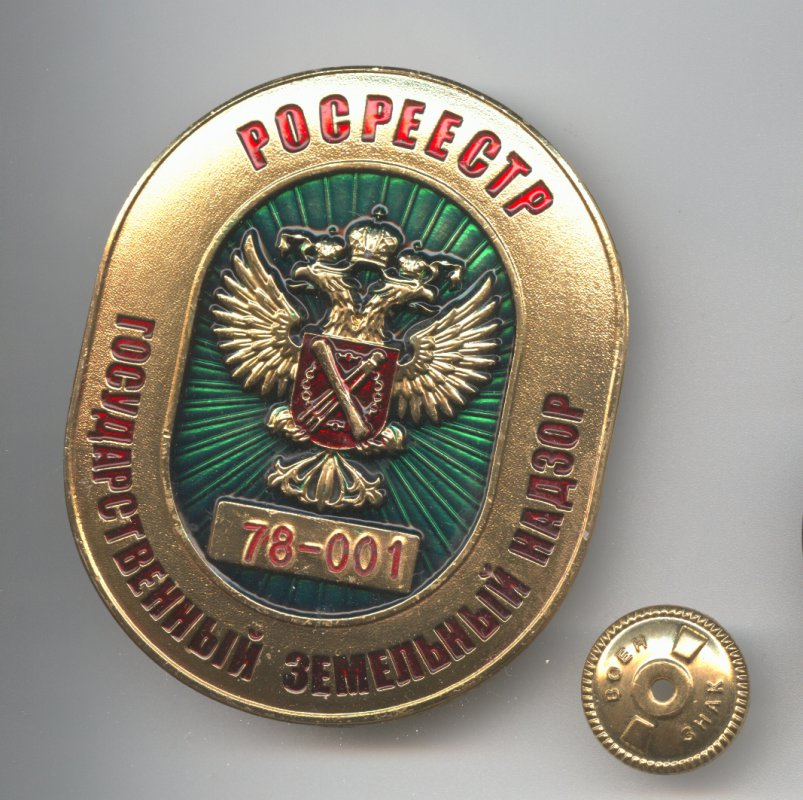 РОСРЕЕСТР
ГОСУДАРСТВЕННЫЙ ЗЕМЕЛЬНЫЙ НАДЗОР
78-001
ВОЕН
ЗНАК